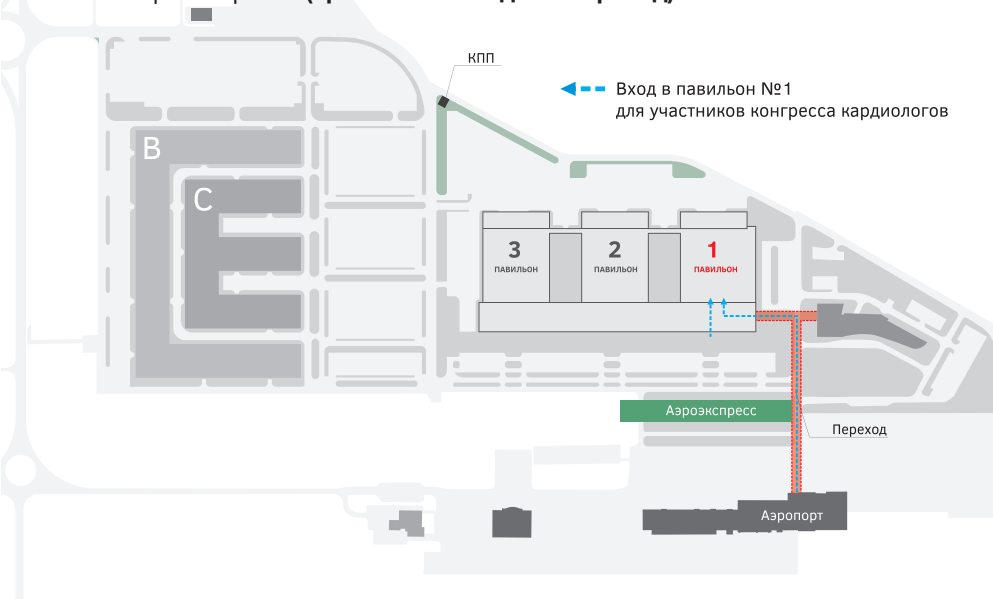 КПП
Вход в павильон №1
для участников конгресса кардиологов
B
C
3
ПАВИЛЬОН
2
ПАВИЛЬОН
1
ПАВИЛЬОН
Аэроэкспресс
Переход
Аэропорт